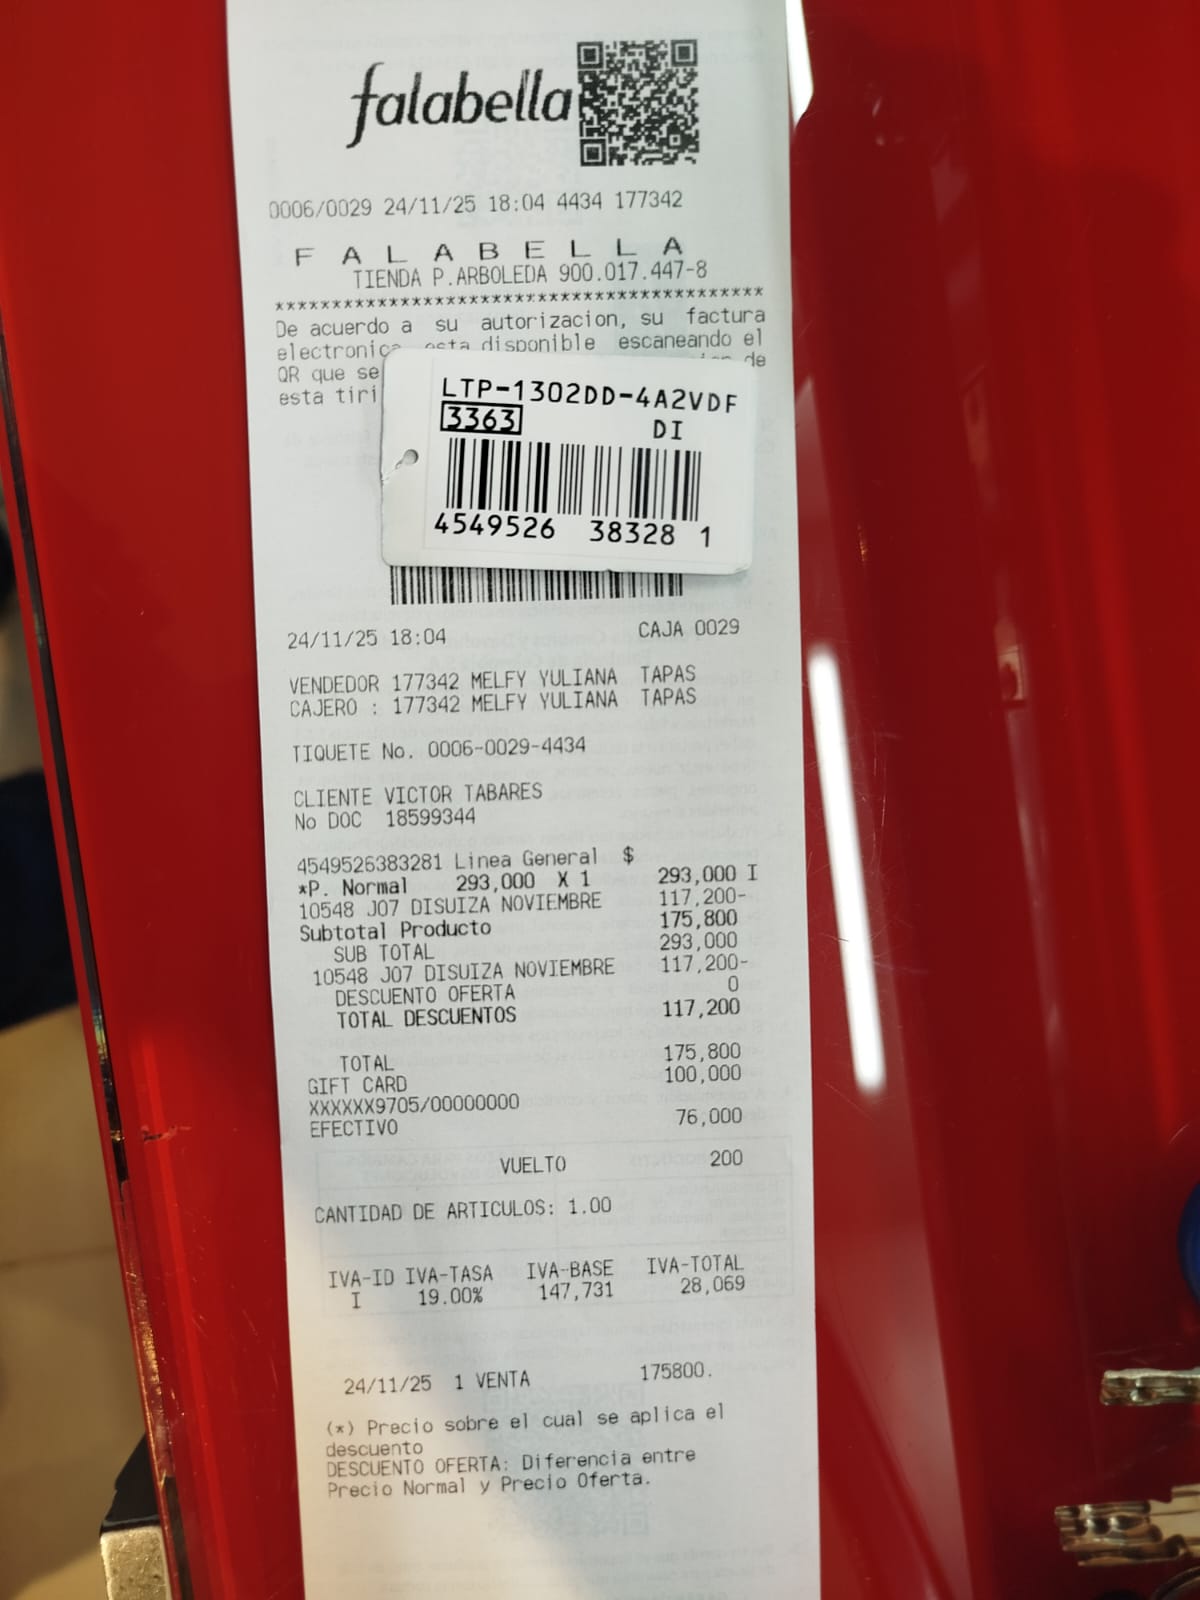 falabella
0006/0029 24/11/25 18:04 4434 177342
F A L A B E L L A
TIENDA P.ARBOLEDA 900.017.447-8
*******************************************
De acuerdo a su autorizacion, su factura
electronica esta disponible escaneando el
QR que se de
esta tiri
LTP-1302DD-4A2VDF
3363 DI
4549526 38328 1
24/11/25 18:04 CAJA 0029
VENDEDOR 177342 MELFY YULIANA TAPAS
CAJERO : 177342 MELFY YULIANA TAPAS
TIQUETE No. 0006-0029-4434
CLIENTE VICTOR TABARES
No DOC 18599344
4549526383281 Linea General $
*P. Normal 293,000 X 1 293,000 I
10548 J07 DISUIZA NOVIEMBRE 117,200-
Subtotal Producto 175,800
SUB TOTAL 293,000
10548 J07 DISUIZA NOVIEMBRE 117,200-
DESCUENTO OFERTA 0
TOTAL DESCUENTOS 117,200
TOTAL 175,800
GIFT CARD 100,000
XXXXXX9705/00000000
EFECTIVO 76,000
VUELTO 200
CANTIDAD DE ARTICULOS: 1.00
IVA-ID IVA-TASA IVA-BASE IVA-TOTAL
I 19.00% 147,731 28,069
24/11/25 1 VENTA 175800.
(*) Precio sobre el cual se aplica el
descuento
DESCUENTO OFERTA: Diferencia entre
Precio Normal y Precio Oferta.